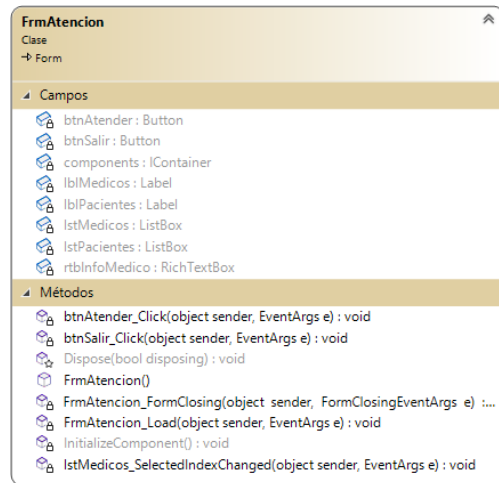 FrmAtencion
Clase
Form
Campos
btnAtender : Button
btnSalir : Button
components : IContainer
lblMedicos : Label
lblPacientes : Label
lstMedicos : ListBox
lstPacientes : ListBox
rtbInfoMedico : RichTextBox
Métodos
btnAtender_Click(object sender, EventArgs e) : void
btnSalir_Click(object sender, EventArgs e) : void
Dispose(bool disposing) : void
FrmAtencion()
FrmAtencion_FormClosing(object sender, FormClosingEventArgs e) :...
FrmAtencion_Load(object sender, EventArgs e) : void
InitializeComponent() : void
lstMedicos_SelectedIndexChanged(object sender, EventArgs e) : void